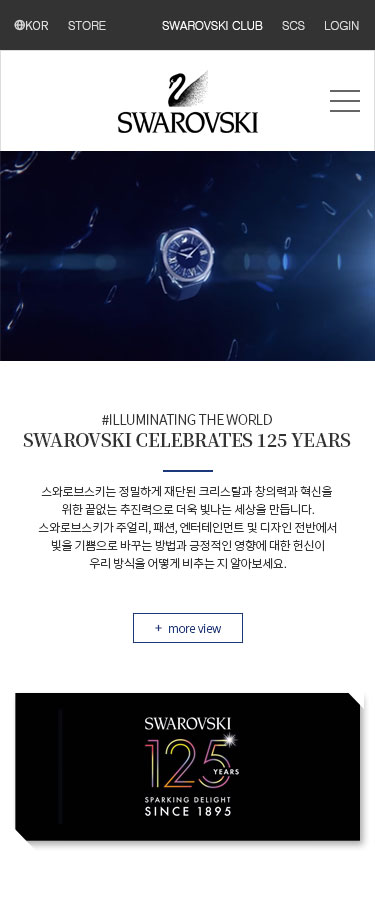 KOR STORE SWAROVSKI CLUB SCS LOGIN
SWAROVSKI
#ILLUMINATING THE WORLD
SWAROVSKI CELEBRATES 125 YEARS
스와로브스키는 정밀하게 재단된 크리스탈과 창의력과 혁신을
위한 끝없는 추진력으로 더욱 빛나는 세상을 만듭니다.
스와로브스키가 주얼리, 패션, 엔터테인먼트 및 디자인 전반에서
빛을 기쁨으로 바꾸는 방법과 긍정적인 영향에 대한 헌신이
우리 방식을 어떻게 비추는 지 알아보세요.
+ more view
SWAROVSKI
125
YEARS
SPARKING DELIGHT
SINCE 1895